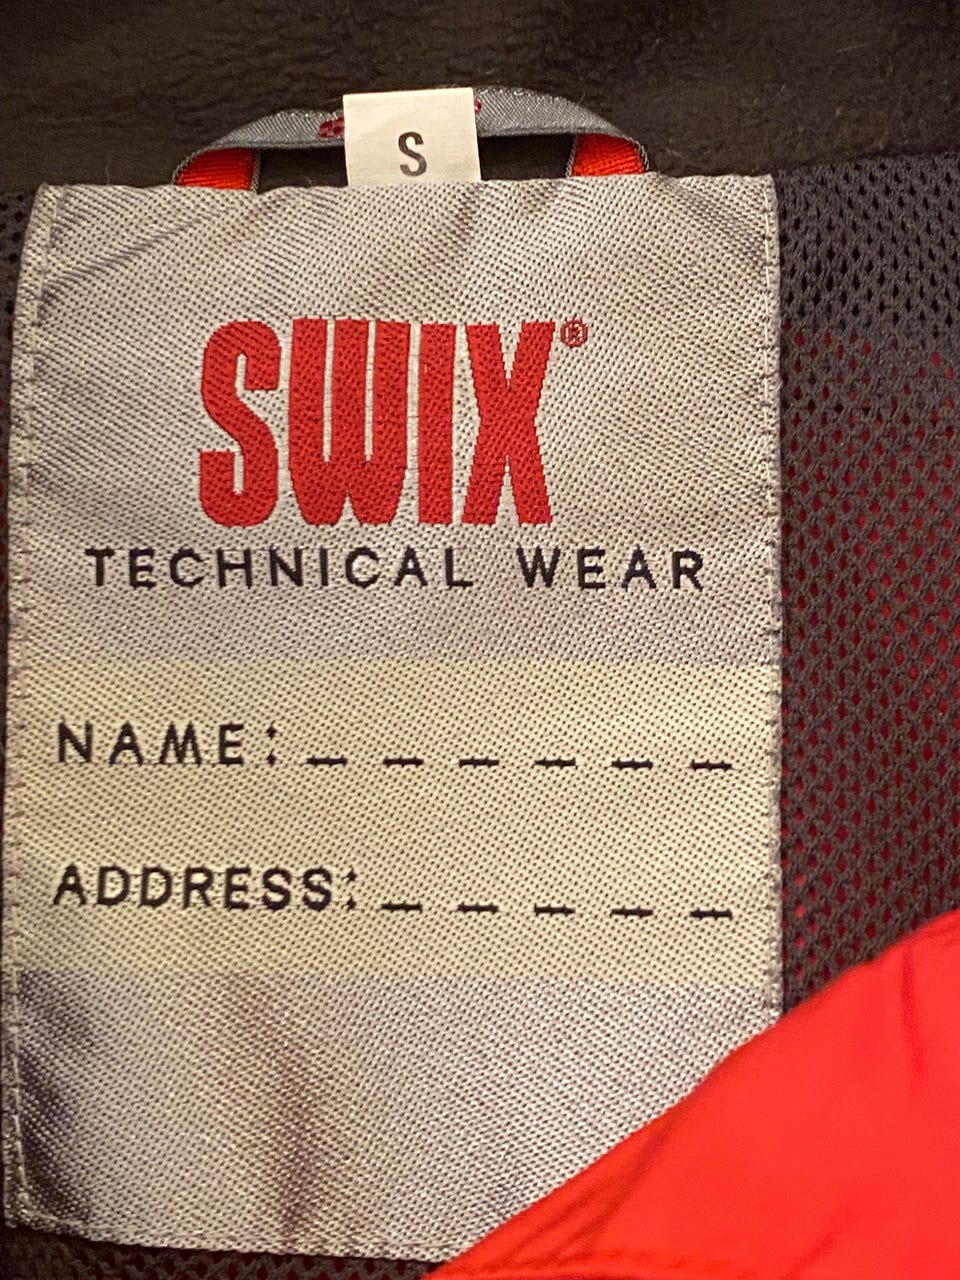 S
SWIX®
TECHNICAL WEAR
NAME: _ _ _ _ _ _
ADDRESS: _ _ _ _ _